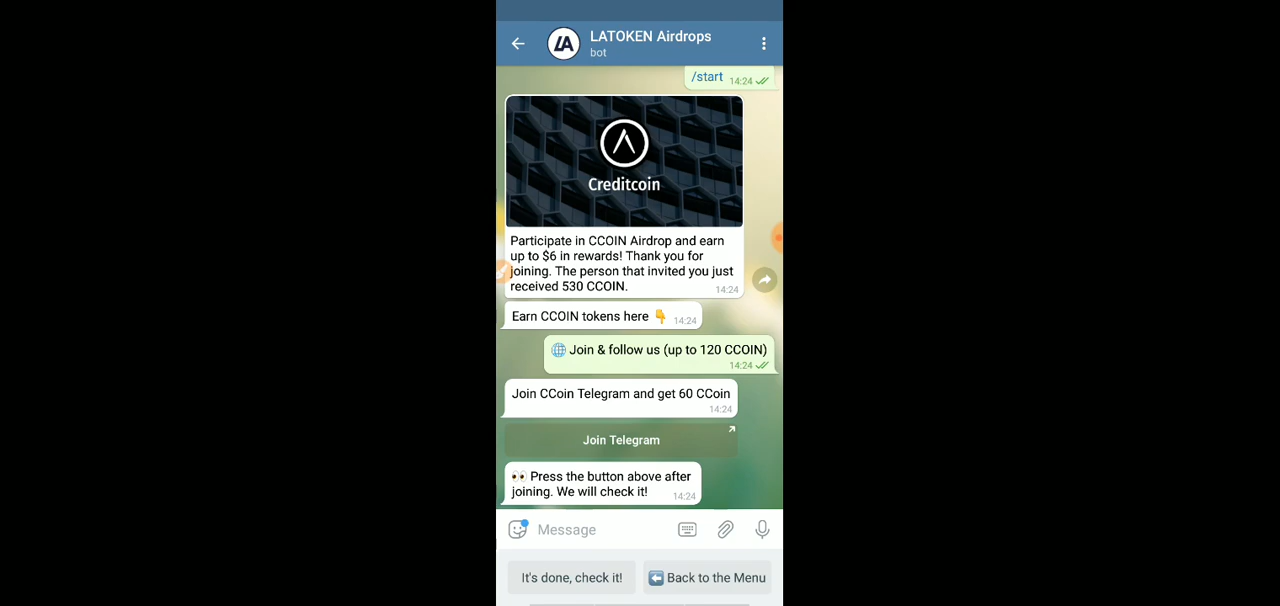 LATOKEN Airdrops
bot
/start 14:24
Creditcoin
Participate in CCOIN Airdrop and earn
up to $6 in rewards! Thank you for
joining. The person that invited you just
received 530 CCOIN. 14:24
Earn CCOIN tokens here 👇 14:24
🌐 Join & follow us (up to 120 CCOIN)
14:24
Join CCoin Telegram and get 60 CCoin
14:24
Join Telegram
👀 Press the button above after
joining. We will check it! 14:24
Message
It's done, check it! ⬅️ Back to the Menu